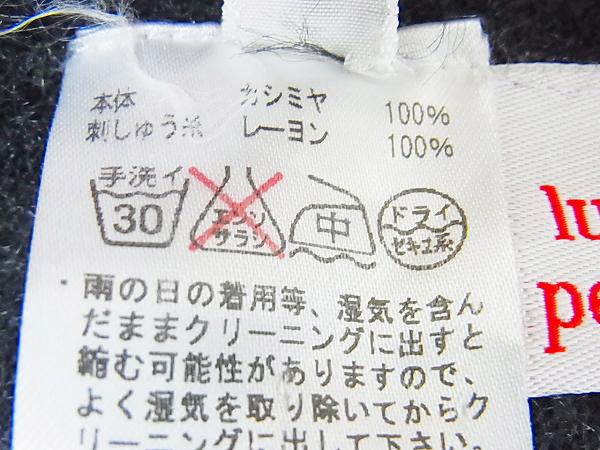 本体 カシミヤ 100%
刺しゅう糸 レーヨン 100%
手洗イ
30
エンソ
サラシ
中
ドライ
セキユ系
・雨の日の着用等、湿気を含ん
だままクリーニングに出すと
縮む可能性がありますので、
よく湿気を取り除いてからク
リーニングに出して下さい。
lu
pe